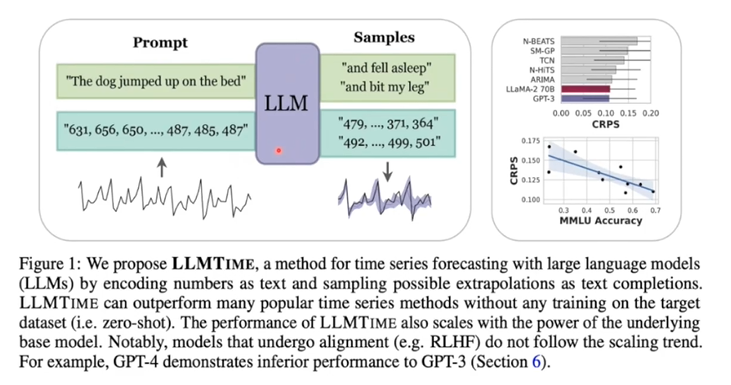 Prompt
Samples
"The dog jumped up on the bed"
LLM
"and fell asleep"
"and bit my leg"
"631, 656, 650, ..., 487, 485, 487"
"479, ..., 371, 364"
"492, ..., 499, 501"
N-BEATS
SM-GP
TCN
N-HiTS
ARIMA
LLaMA-2 70B
GPT-3
0.00 0.05 0.10 0.15 0.20
CRPS
CRPS
0.175
0.150
0.125
0.100
0.3 0.4 0.5 0.6 0.7
MMLU Accuracy
Figure 1: We propose LLMTIME, a method for time series forecasting with large language models
(LLMs) by encoding numbers as text and sampling possible extrapolations as text completions.
LLMTIME can outperform many popular time series methods without any training on the target
dataset (i.e. zero-shot). The performance of LLMTIME also scales with the power of the underlying
base model. Notably, models that undergo alignment (e.g. RLHF) do not follow the scaling trend.
For example, GPT-4 demonstrates inferior performance to GPT-3 (Section 6).